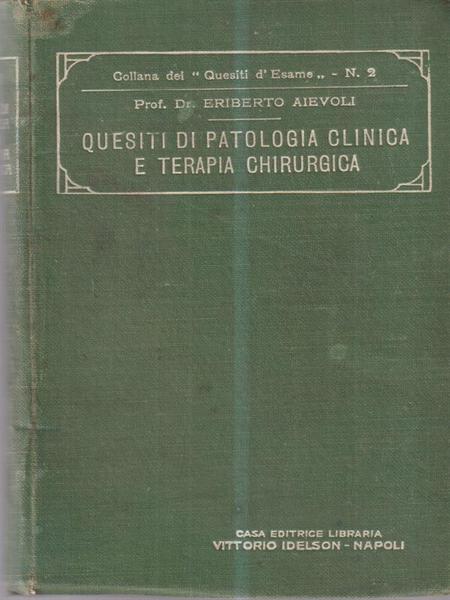 Collana dei " Quesiti d' Esame „ - N. 2
Prof. Dr. ERIBERTO AIEVOLI
QUESITI DI PATOLOGIA CLINICA
E TERAPIA CHIRURGICA
CASA EDITRICE LIBRARIA
VITTORIO IDELSON - NAPOLI